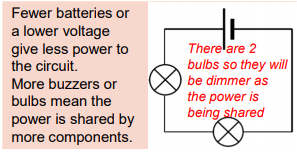 Fewer batteries or
a lower voltage
give less power to
the circuit.
More buzzers or
bulbs mean the
power is shared by
more components.
There are 2
bulbs so they will
be dimmer as
the power is
being shared